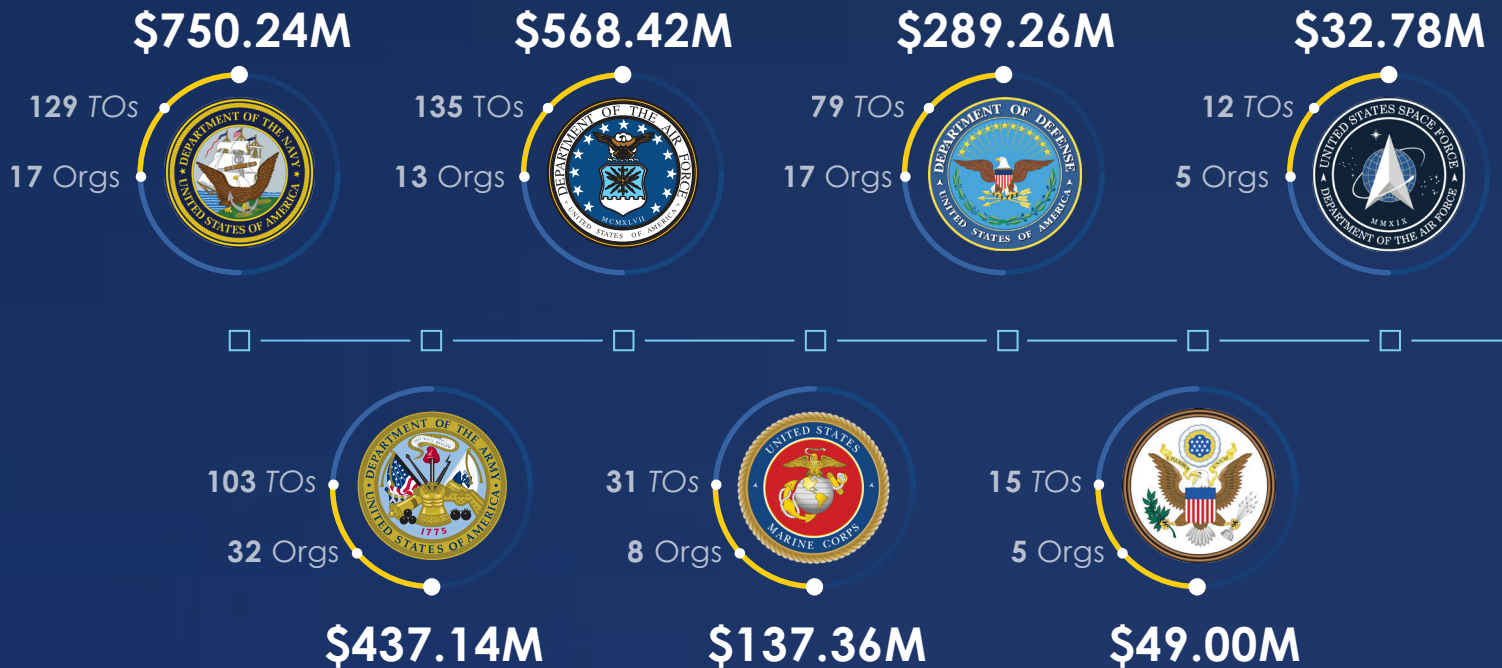 $750.24M
129 TOs
17 Orgs
DEPARTMENT OF THE NAVY
UNITED STATES OF AMERICA
$568.42M
135 TOs
13 Orgs
DEPARTMENT OF THE AIR FORCE
MCMXLVII
UNITED STATES OF AMERICA
$289.26M
79 TOs
17 Orgs
DEPARTMENT OF DEFENSE
UNITED STATES OF AMERICA
$32.78M
12 TOs
5 Orgs
UNITED STATES SPACE FORCE
MMXIX
DEPARTMENT OF THE AIR FORCE
103 TOs
32 Orgs
DEPARTMENT OF THE ARMY
1775
UNITED STATES OF AMERICA
$437.14M
31 TOs
8 Orgs
UNITED STATES
MARINE CORPS
$137.36M
15 TOs
5 Orgs
$49.00M